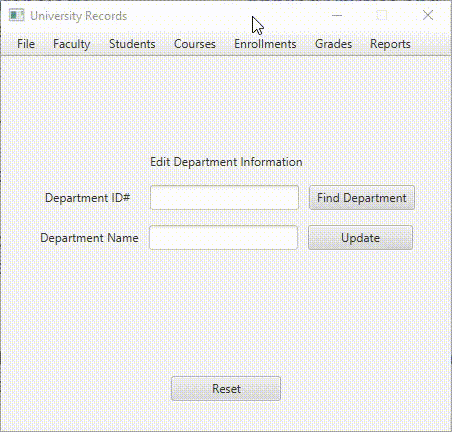 University Records
File Faculty Students Courses Enrollments Grades Reports
Edit Department Information
Department ID# Find Department
Department Name Update
Reset